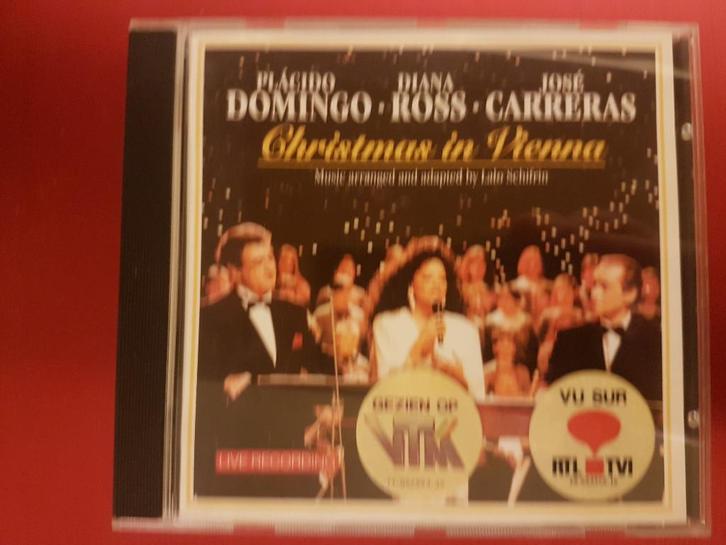 PLÁCIDO DIANA JOSÉ
DOMINGO · ROSS · CARRERAS
Christmas in Vienna
Music arranged and adapted by Lalo Schifrin
GEZIEN OP
VTM
VU SUR
RTL TVI
LIVE RECORDING